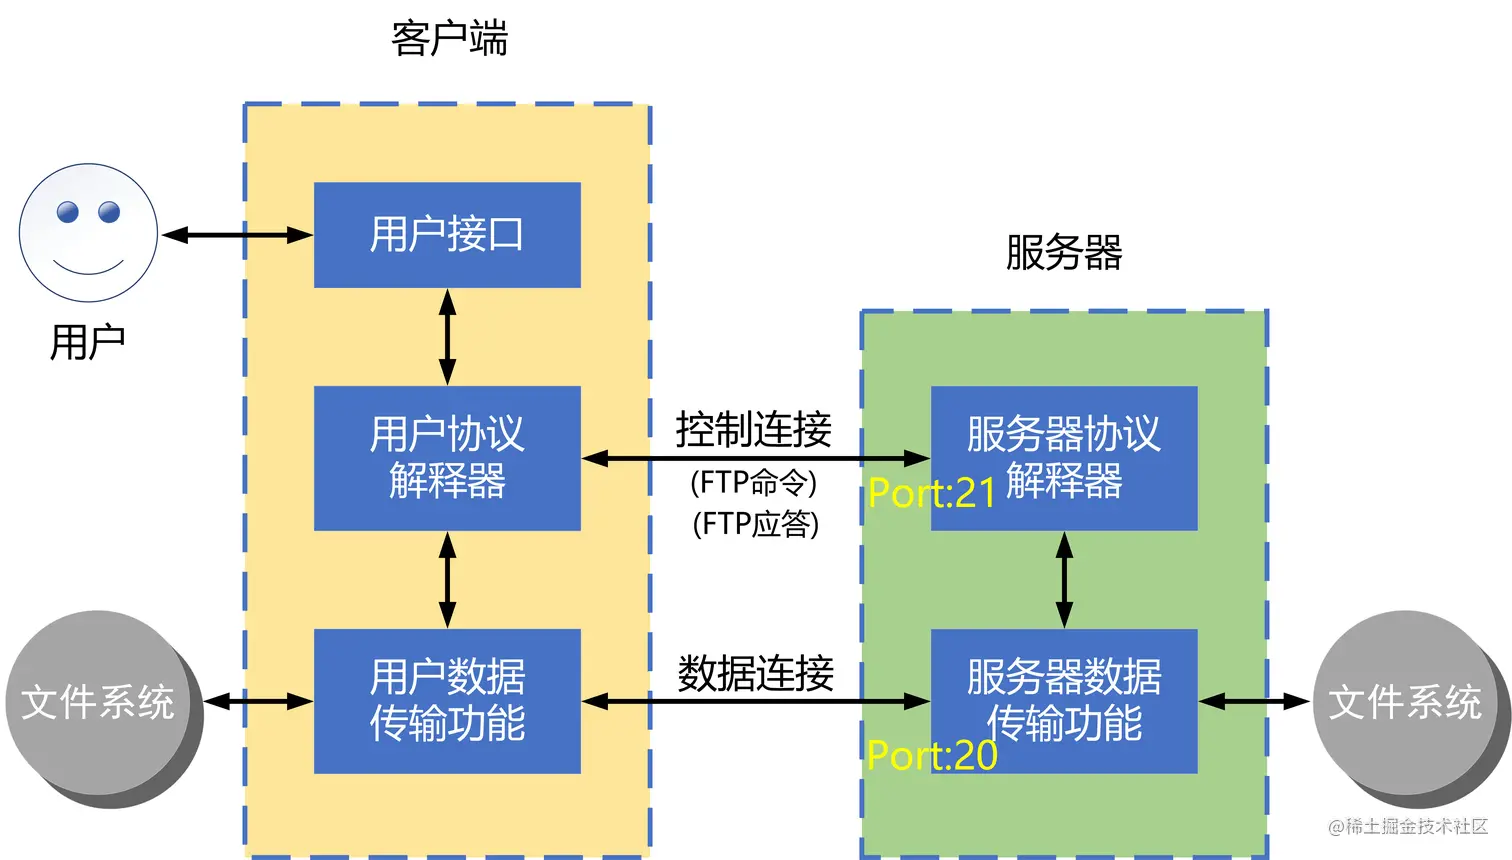 客户端
用户接口
用户
服务器
用户协议
解释器
控制连接
(FTP命令)
(FTP应答)
服务器协议
解释器
Port:21
用户数据
传输功能
数据连接
服务器数据
传输功能
Port:20
文件系统
文件系统
@稀土掘金技术社区